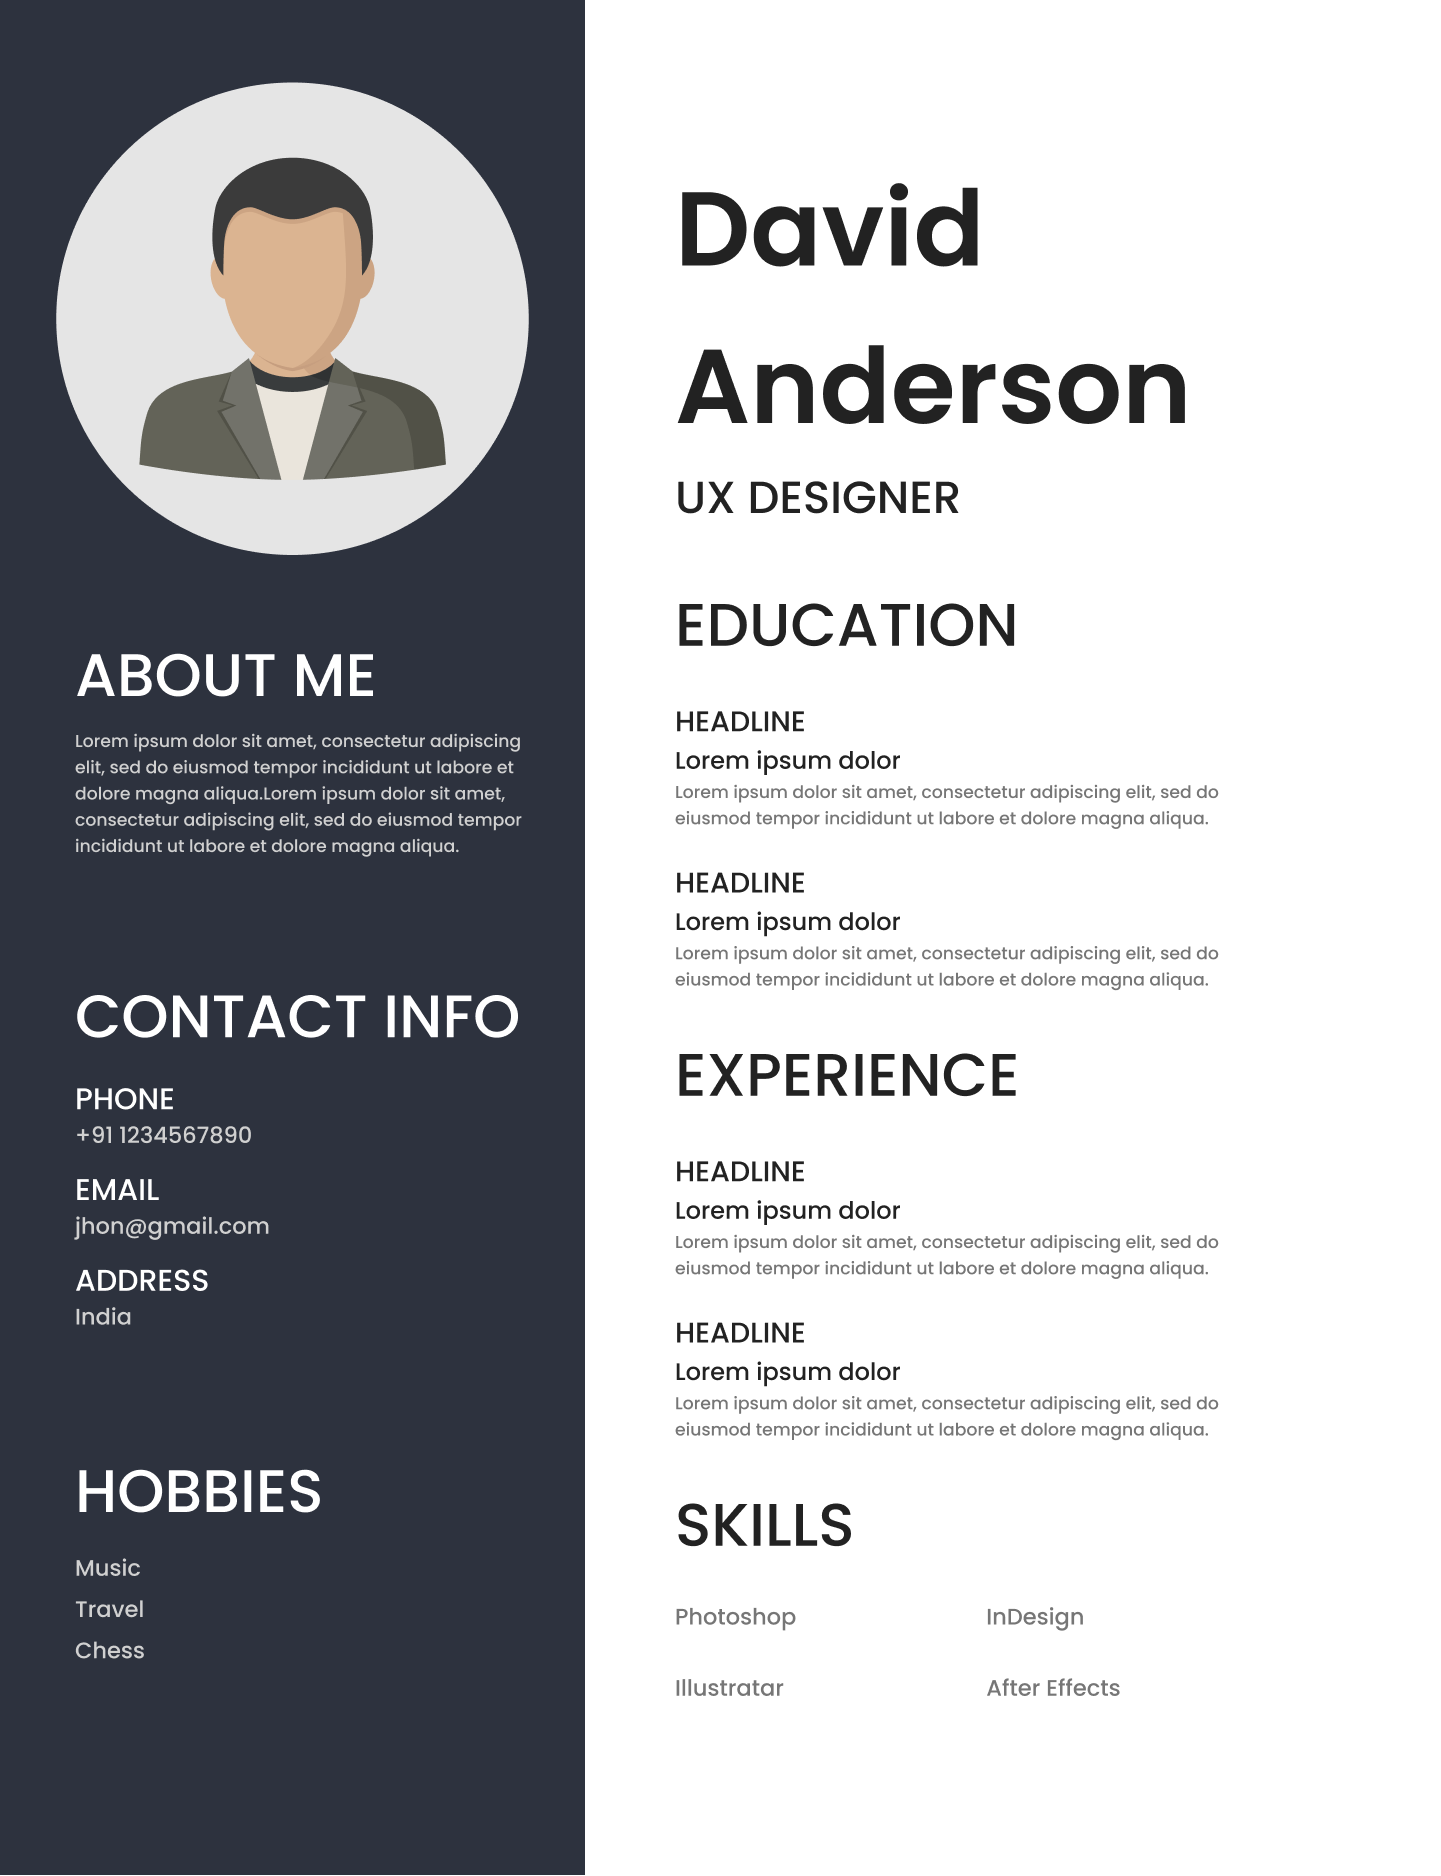 ABOUT ME
Lorem ipsum dolor sit amet, consectetur adipiscing
elit, sed do eiusmod tempor incididunt ut labore et
dolore magna aliqua.Lorem ipsum dolor sit amet,
consectetur adipiscing elit, sed do eiusmod tempor
incididunt ut labore et dolore magna aliqua.
CONTACT INFO
PHONE
+91 1234567890
EMAIL
jhon@gmail.com
ADDRESS
India
HOBBIES
Music
Travel
Chess
David
Anderson
UX DESIGNER
EDUCATION
HEADLINE
Lorem ipsum dolor
Lorem ipsum dolor sit amet, consectetur adipiscing elit, sed do
eiusmod tempor incididunt ut labore et dolore magna aliqua.
HEADLINE
Lorem ipsum dolor
Lorem ipsum dolor sit amet, consectetur adipiscing elit, sed do
eiusmod tempor incididunt ut labore et dolore magna aliqua.
EXPERIENCE
HEADLINE
Lorem ipsum dolor
Lorem ipsum dolor sit amet, consectetur adipiscing elit, sed do
eiusmod tempor incididunt ut labore et dolore magna aliqua.
HEADLINE
Lorem ipsum dolor
Lorem ipsum dolor sit amet, consectetur adipiscing elit, sed do
eiusmod tempor incididunt ut labore et dolore magna aliqua.
SKILLS
Photoshop InDesign
Illustratar After Effects